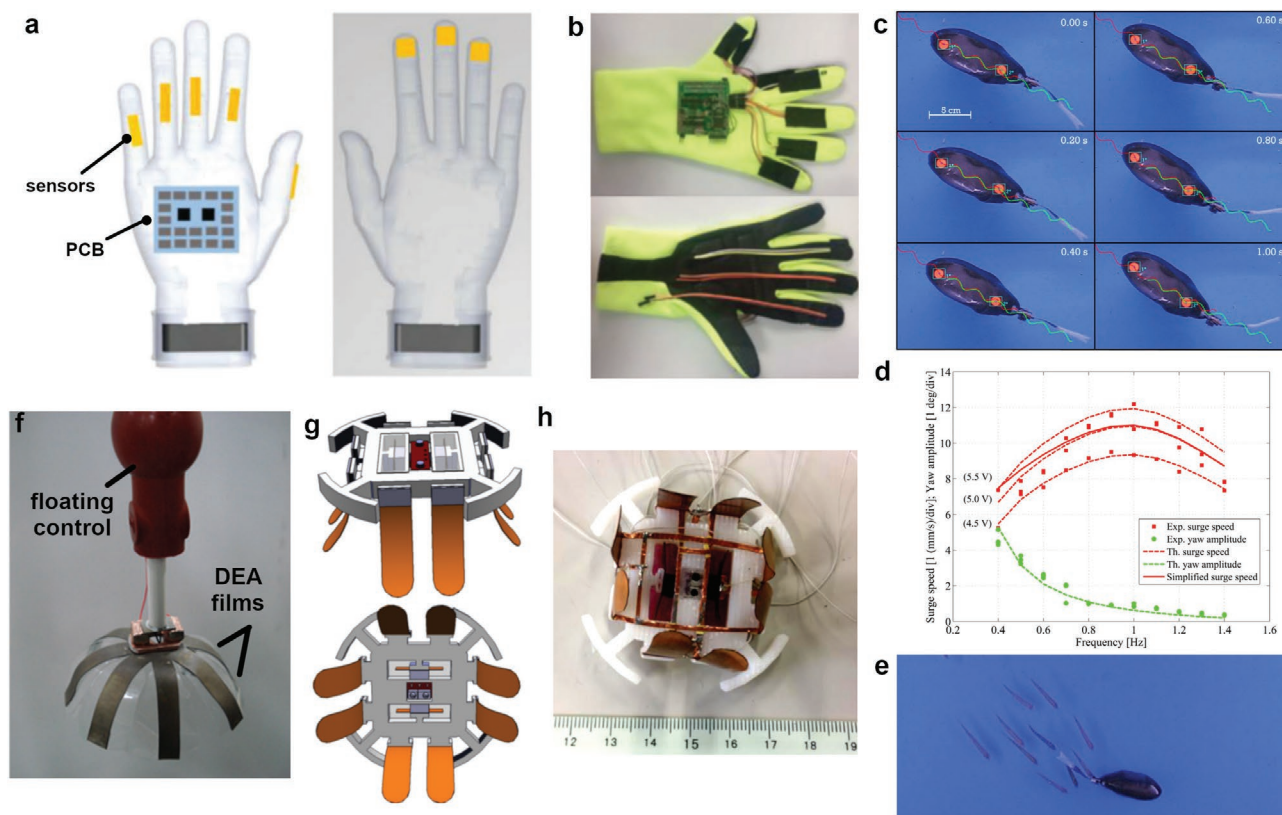 a
sensors
PCB
b
c
0.00 s
0.60 s
5 cm
0.20 s
0.80 s
0.40 s
1.00 s
d
Surge speed [1 (mm/s)/div]; Yaw amplitude [1 deg/div]
14
12
10
8
6
4
2
0
(5.5 V)
(5.0 V)
(4.5 V)
Exp. surge speed
Exp. yaw amplitude
Th. surge speed
Th. yaw amplitude
Simplified surge speed
0.2 0.4 0.6 0.8 1.0 1.2 1.4 1.6
Frequency [Hz]
e
f
floating
control
DEA
films
g
h
12 13 14 15 16 17 18 19